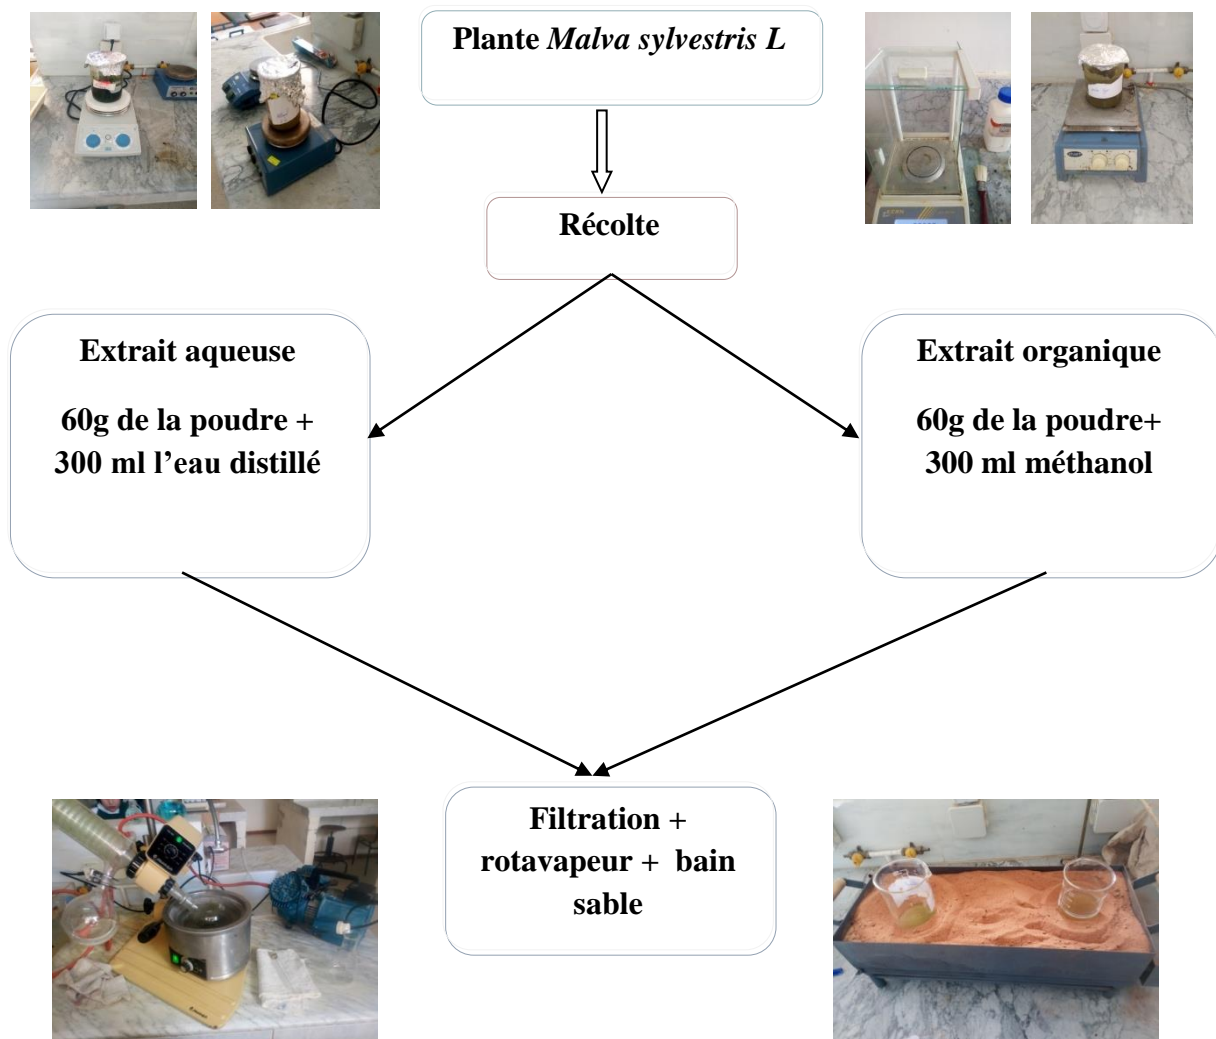 Plante Malva sylvestris L
Récolte
Extrait aqueuse
60g de la poudre +
300 ml l’eau distillé
Extrait organique
60g de la poudre+
300 ml méthanol
Filtration +
rotavapeur + bain
sable